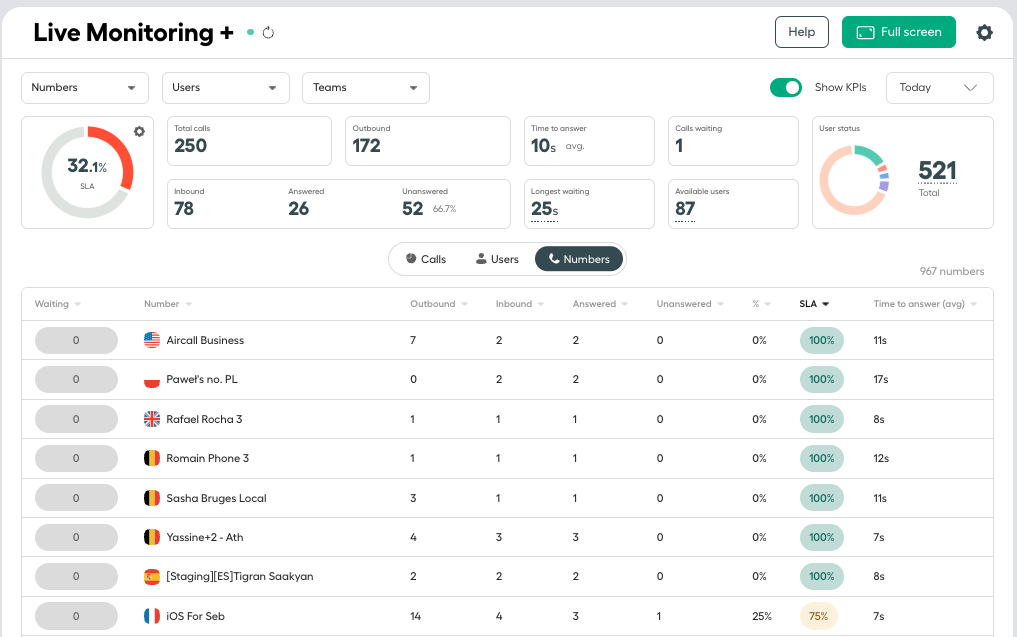 Live Monitoring +
Help
Full screen
Numbers
Users
Teams
Show KPIs
Today
32.1%
SLA
Total calls
250
Outbound
172
Time to answer
10s avg.
Calls waiting
1
User status
521
Total
Inbound
78
Answered
26
Unanswered
52 66.7%
Longest waiting
25s
Available users
87
Calls
Users
Numbers
967 numbers
Waiting Number Outbound Inbound Answered Unanswered % SLA Time to answer (avg)
0 Aircall Business 7 2 2 0 0% 100% 11s
0 Paweł's no. PL 0 2 2 0 0% 100% 17s
0 Rafael Rocha 3 1 1 1 0 0% 100% 8s
0 Romain Phone 3 1 1 1 0 0% 100% 12s
0 Sasha Bruges Local 3 1 1 0 0% 100% 11s
0 Yassine+2 - Ath 4 3 3 0 0% 100% 7s
0 [Staging][ES]Tigran Saakyan 2 2 2 0 0% 100% 8s
0 iOS For Seb 14 4 3 1 25% 75% 7s